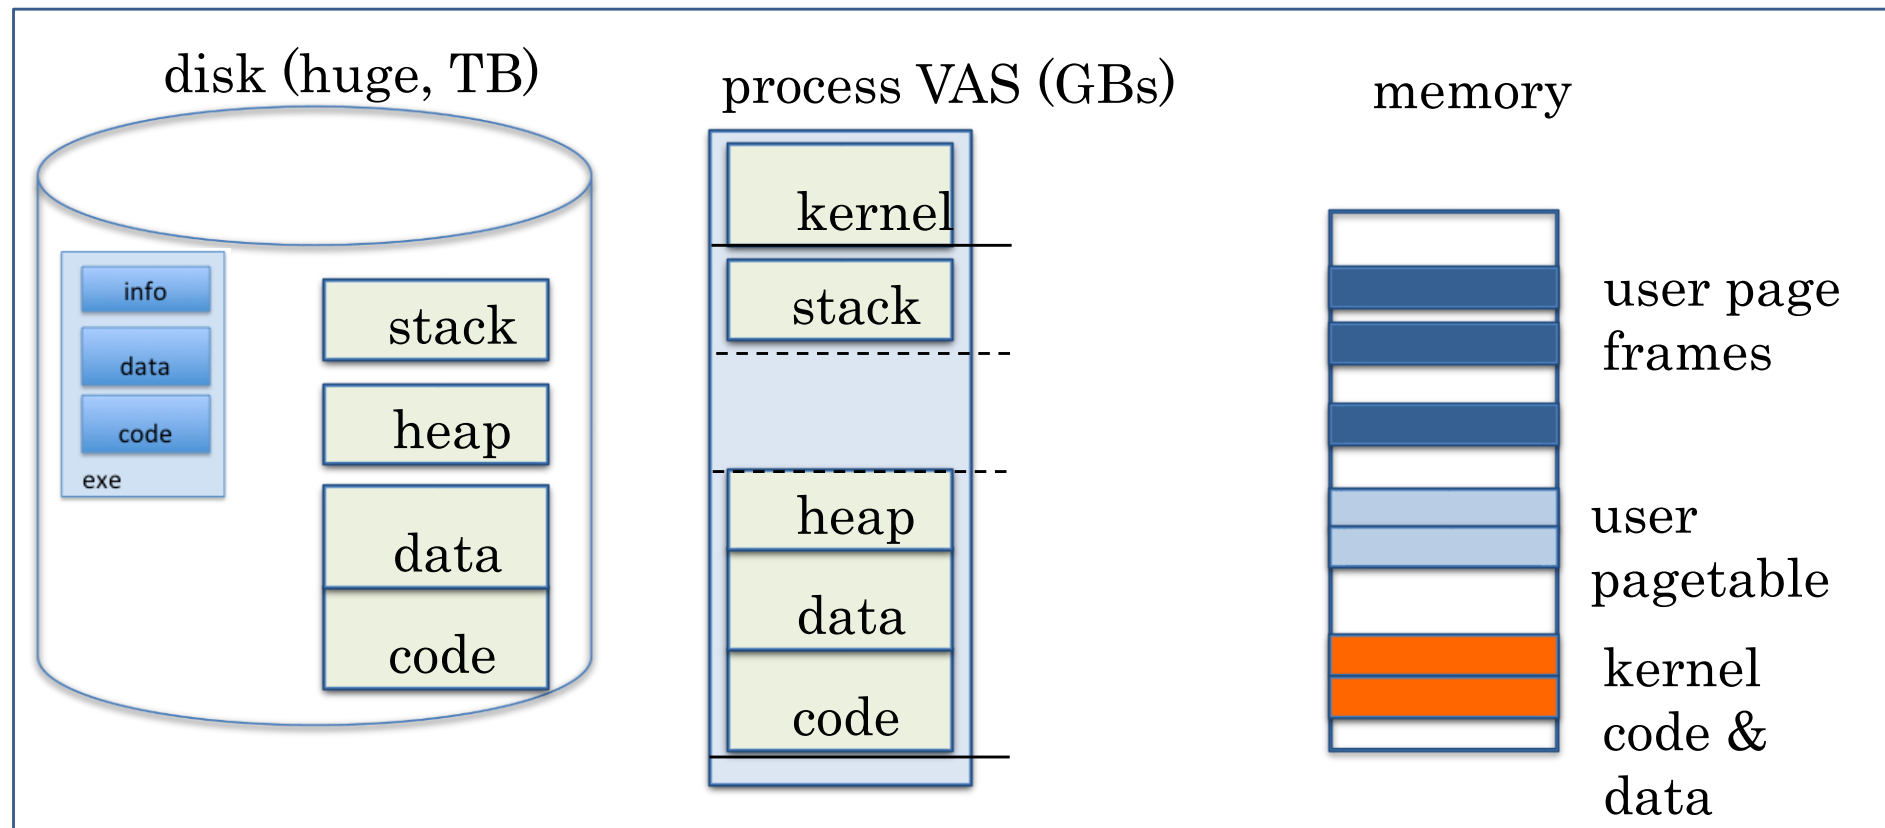 disk (huge, TB)
info
data
code
exe
stack
heap
data
code
process VAS (GBs)
kernel
stack
heap
data
code
memory
user page
frames
user
pagetable
kernel
code &
data